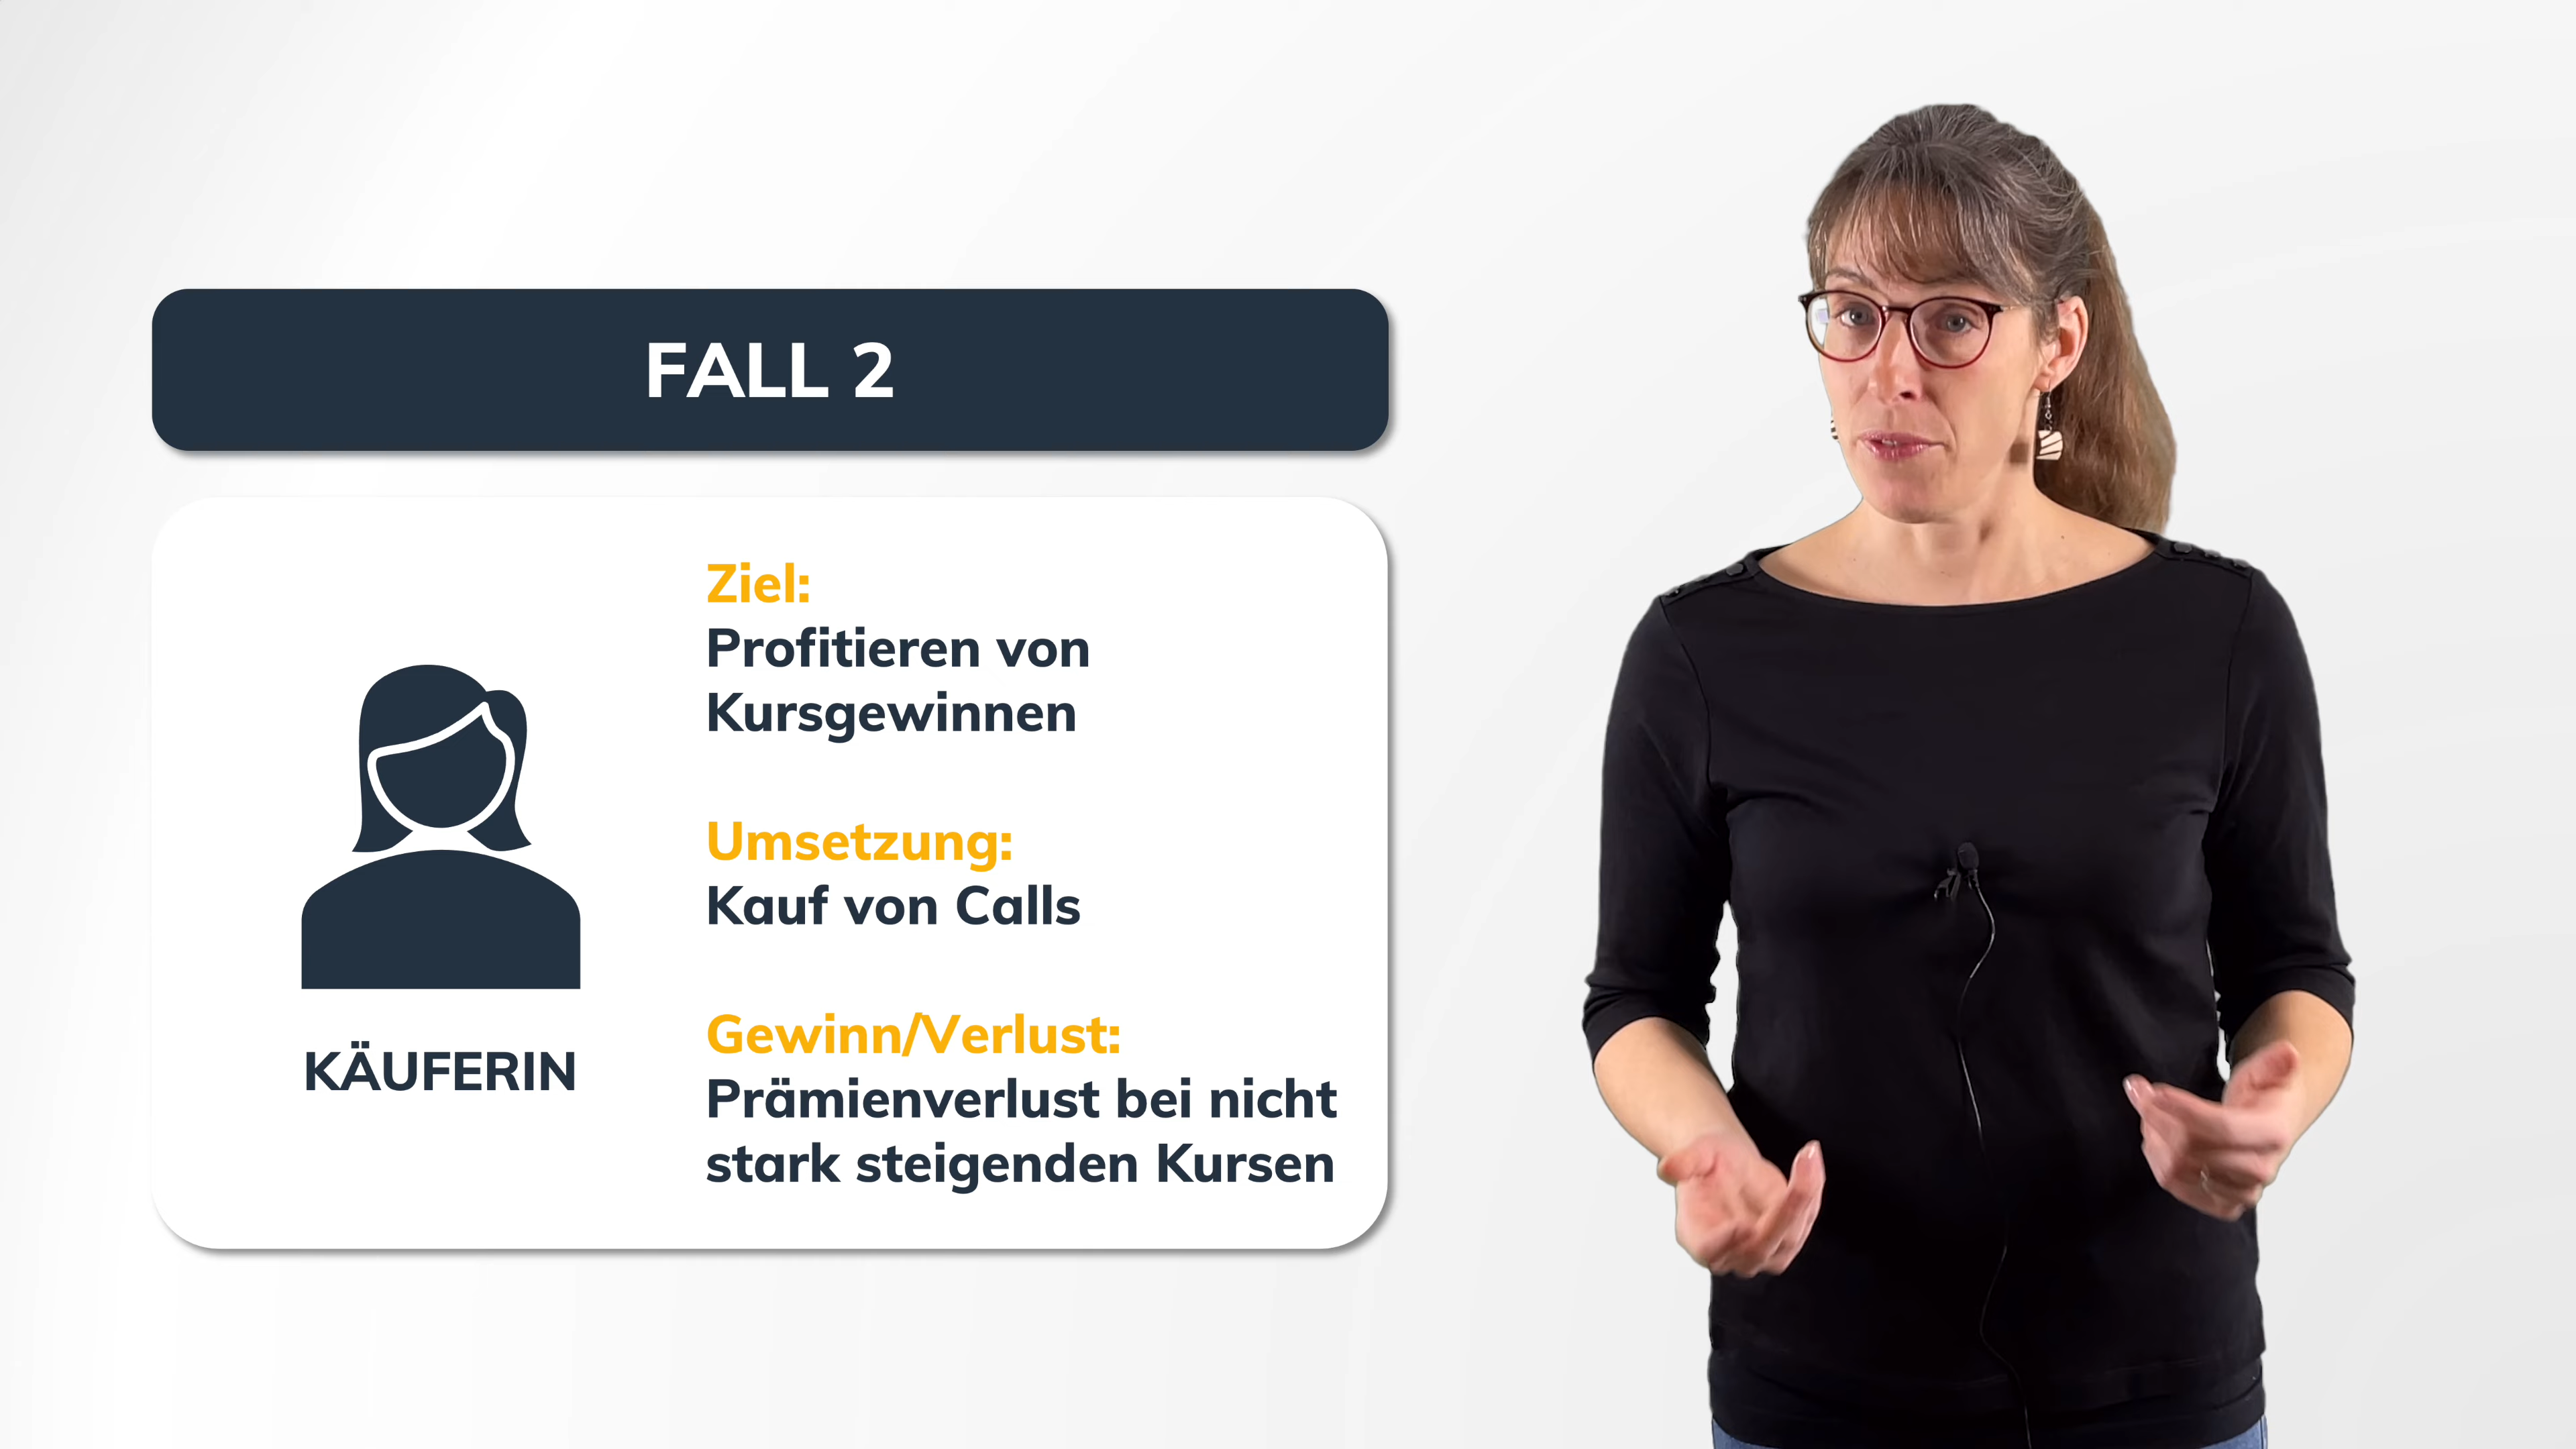 FALL 2
Ziel:
Profitieren von
Kursgewinnen
Umsetzung:
Kauf von Calls
Gewinn/Verlust:
Prämienverlust bei nicht
stark steigenden Kursen
KÄUFERIN